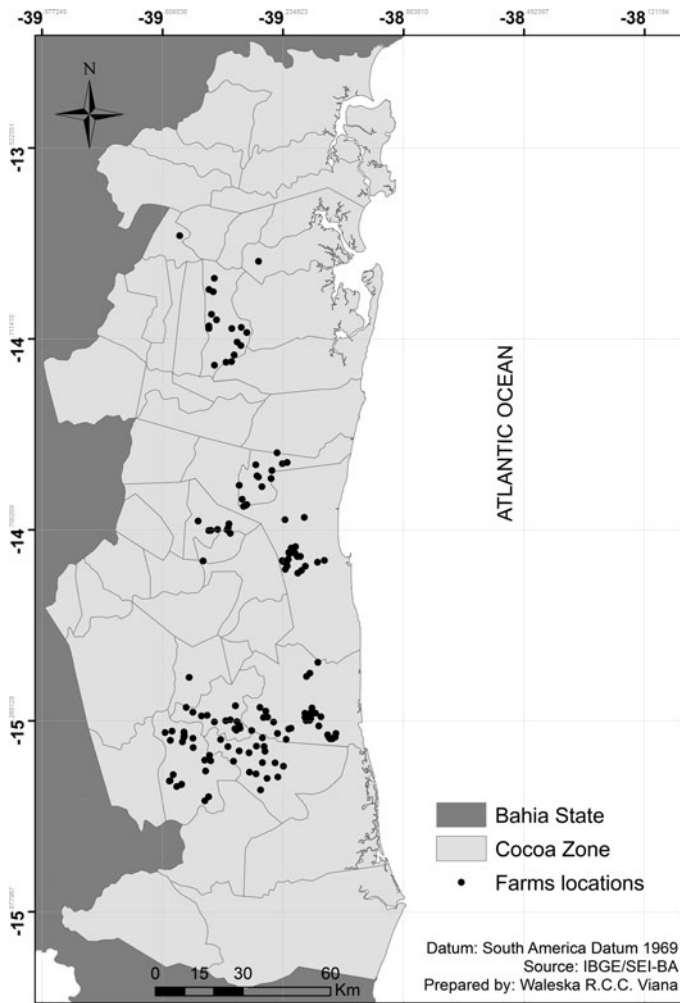 -39 -39 -39 -38 -38 -38
N
-13
-14
-14
-15
-15
ATLANTIC OCEAN
Bahia State
Cocoa Zone
Farms locations
Datum: South America Datum 1969
Source: IBGE/SEI-BA
Prepared by: Waleska R.C.C. Viana
0 15 30 60
Km